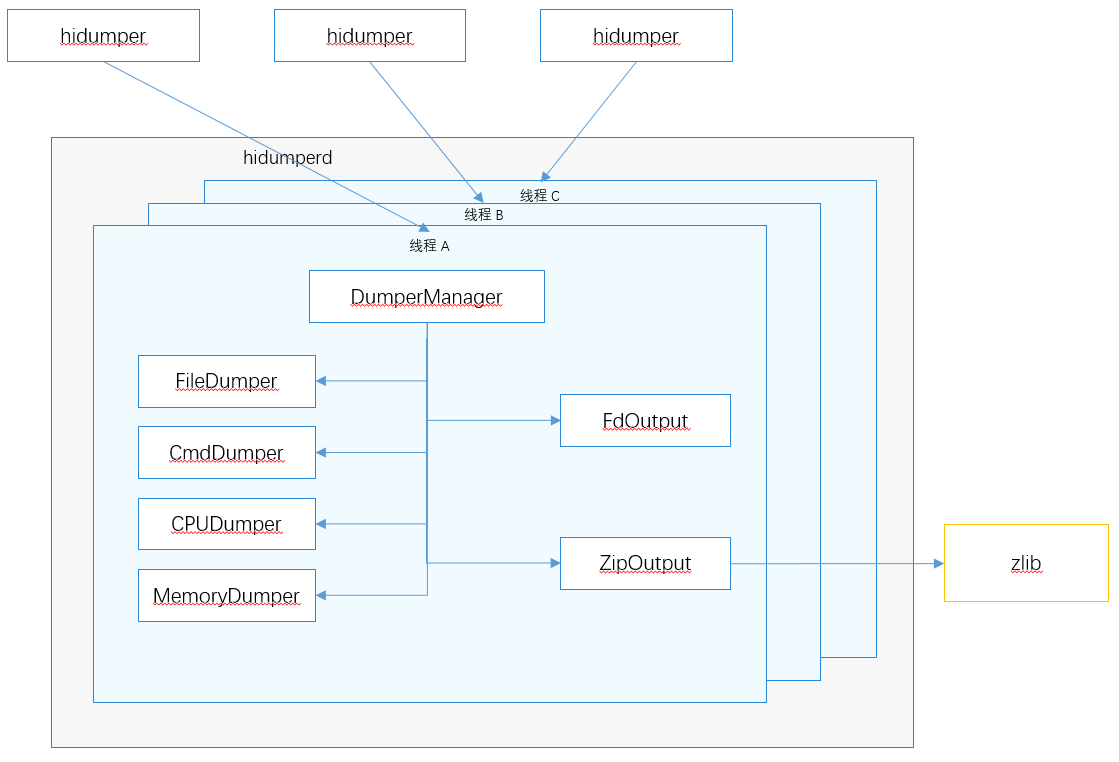 hidumper
hidumper
hidumper
hidumperd
线程 C
线程 B
线程 A
DumperManager
FileDumper
FdOutput
CmdDumper
CPUDumper
ZipOutput
zlib
MemoryDumper